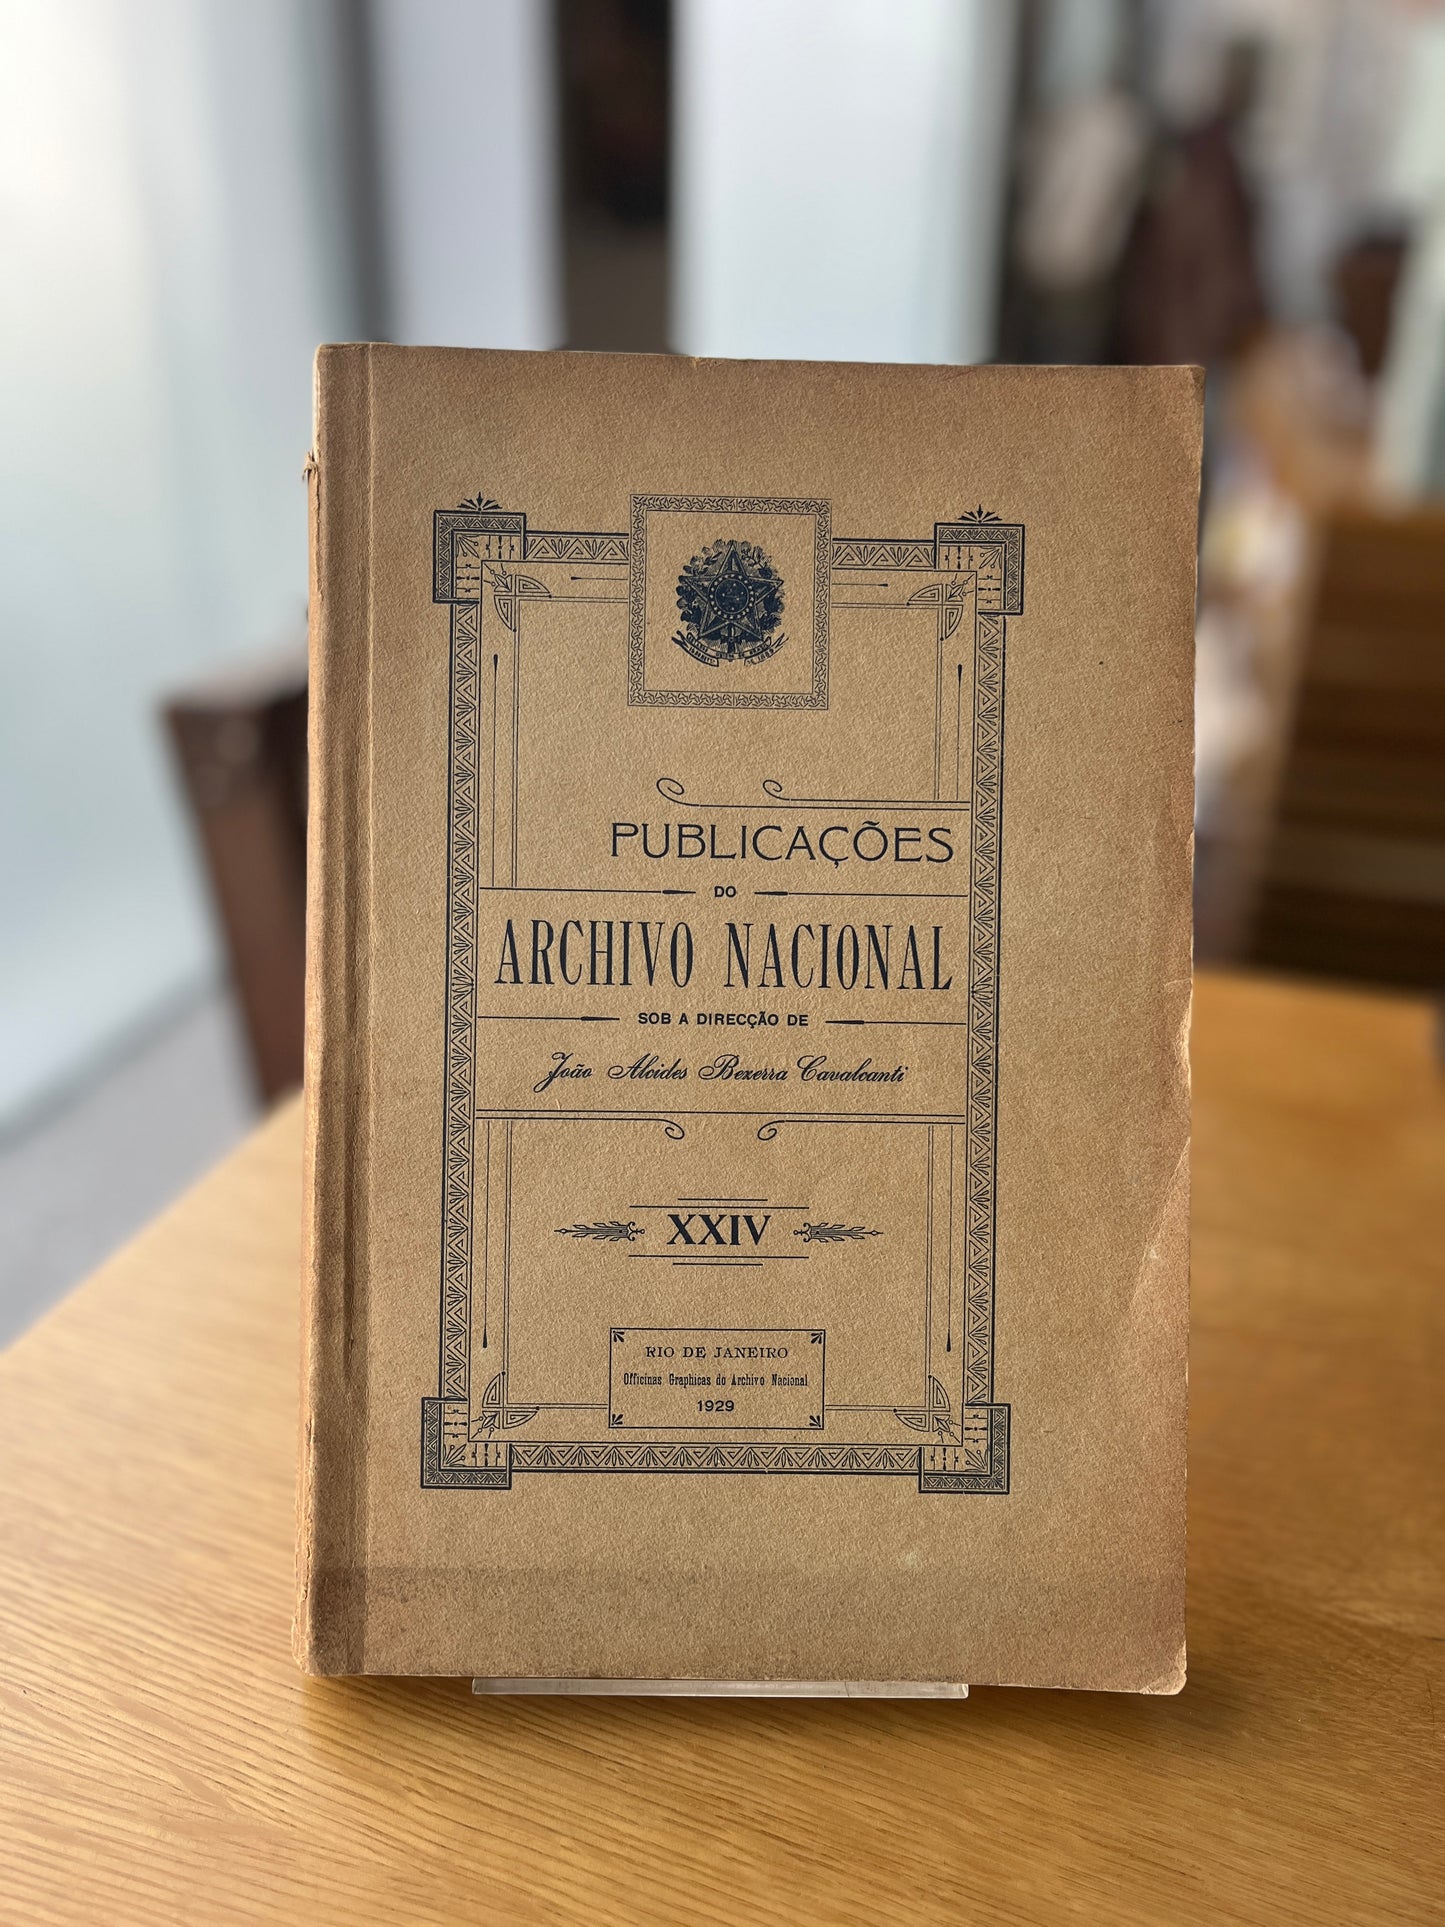 PUBLICAÇÕES
DO
ARCHIVO NACIONAL
SOB A DIRECÇÃO DE
João Alcides Bezerra Cavalcanti
XXIV
RIO DE JANEIRO
Officinas Graphicas do Archivo Nacional
1929